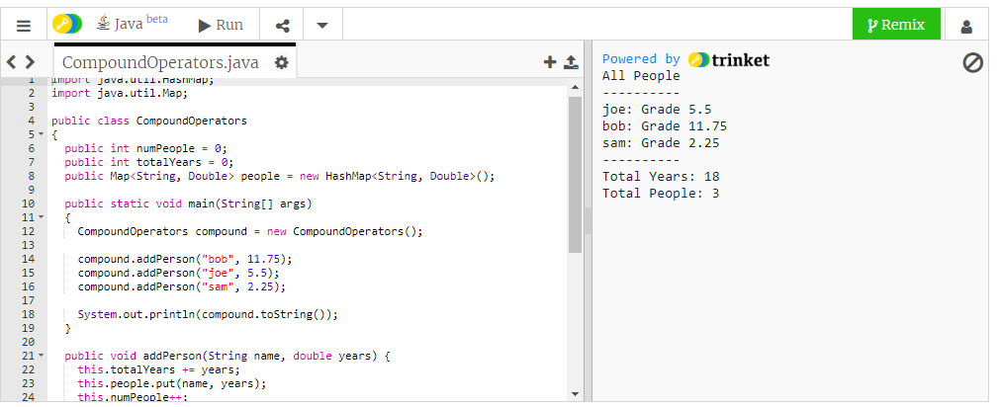 Java beta
Run
Remix
CompoundOperators.java
1 import java.util.HashMap;
2 import java.util.Map;
3
4 public class CompoundOperators
5 {
6 public int numPeople = 0;
7 public int totalYears = 0;
8 public Map<String, Double> people = new HashMap<String, Double>();
9
10 public static void main(String[] args)
11 {
12 CompoundOperators compound = new CompoundOperators();
13
14 compound.addPerson("bob", 11.75);
15 compound.addPerson("joe", 5.5);
16 compound.addPerson("sam", 2.25);
17
18 System.out.println(compound.toString());
19 }
20
21 public void addPerson(String name, double years) {
22 this.totalYears += years;
23 this.people.put(name, years);
24 this.numPeople++;
Powered by trinket
All People
----------
joe: Grade 5.5
bob: Grade 11.75
sam: Grade 2.25
----------
Total Years: 18
Total People: 3